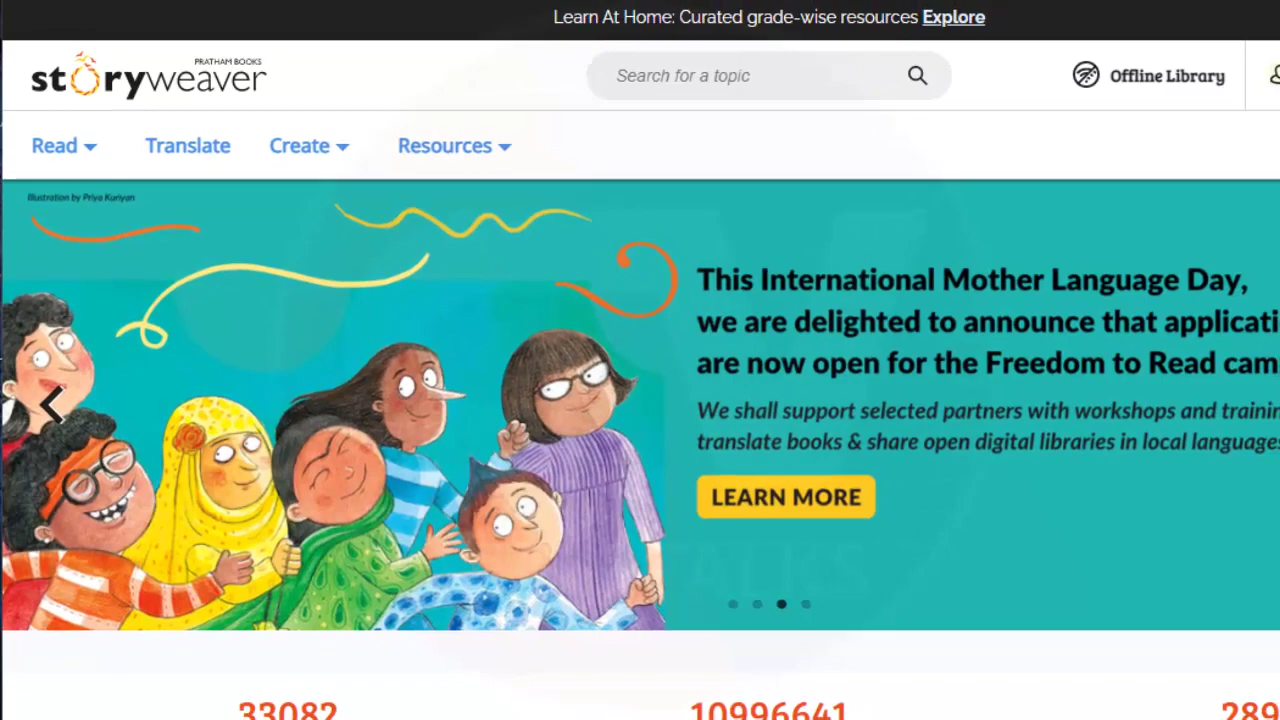 Learn At Home: Curated grade-wise resources Explore
PRATHAM BOOKS
storyweaver
Search for a topic
Offline Library
Read
Translate
Create
Resources
Illustration by Priya Kuriyan
This International Mother Language Day,
we are delighted to announce that applicati
are now open for the Freedom to Read cam
We shall support selected partners with workshops and trainin
translate books & share open digital libraries in local languages
LEARN MORE
TALKS
33082
10996641
289